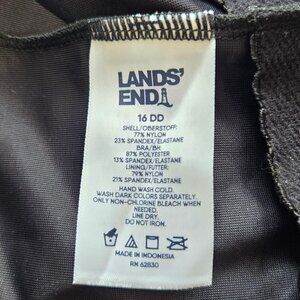 LANDS'
END
16 DD
SHELL/OBERSTOFF:
77% NYLON
23% SPANDEX/ELASTANE
BRA/BH
87% POLYESTER
13% SPANDEX/ELASTANE
LINING/FUTTER:
79% NYLON
21% SPANDEX/ELASTANE
HAND WASH COLD.
WASH DARK COLORS SEPARATELY.
ONLY NON-CHLORINE BLEACH WHEN
NEEDED.
LINE DRY.
DO NOT IRON.
MADE IN INDONESIA
RN 62830